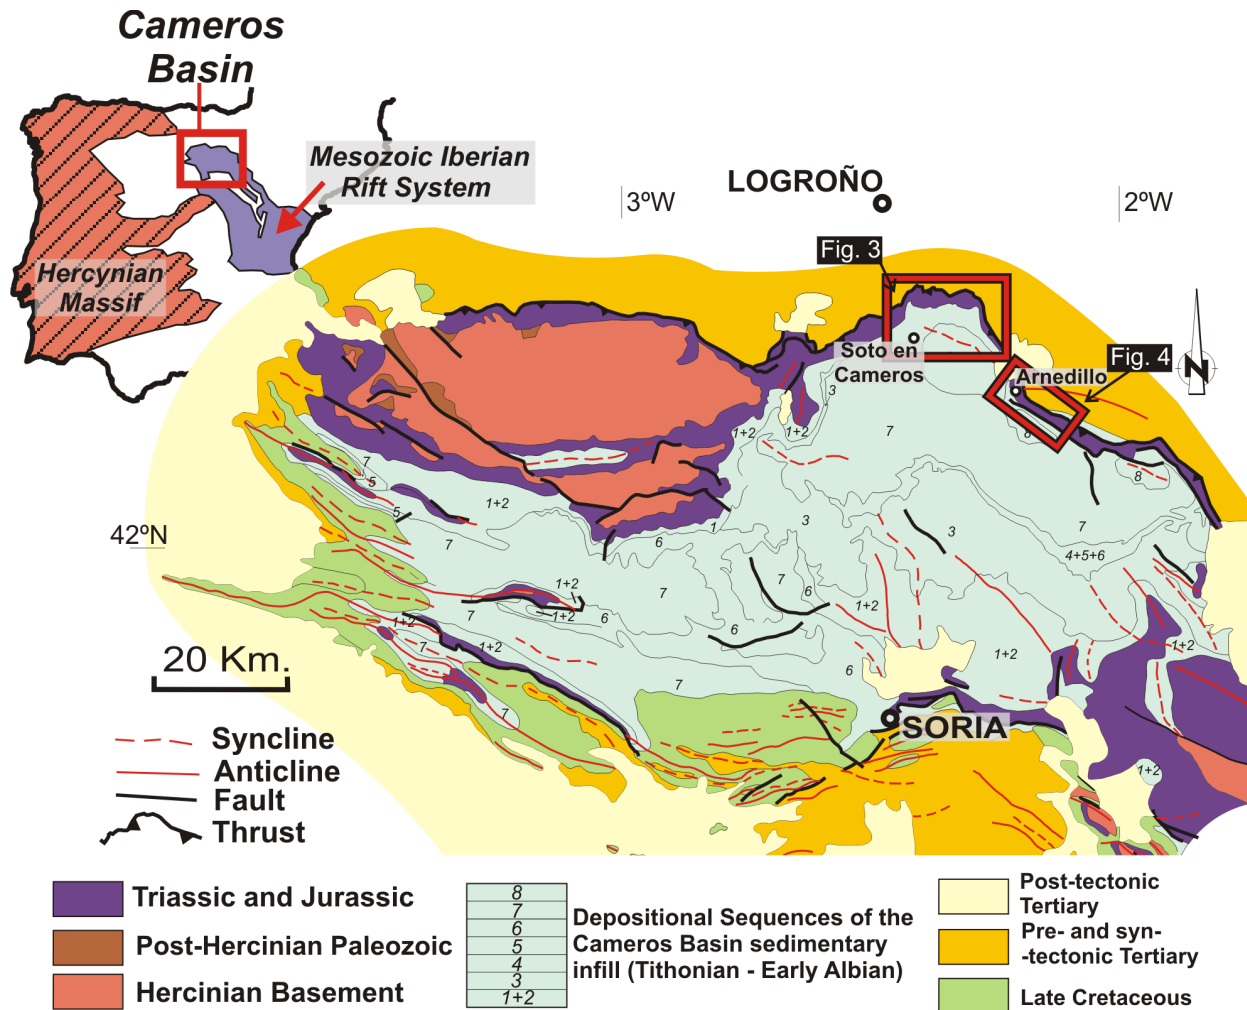 Cameros
Basin
Mesozoic Iberian
Rift System
Hercynian
Massif
LOGROÑO
3ºW
2ºW
Fig. 3
Soto en
Cameros
Arnedillo
Fig. 4
N
3
1+2
1+2
7
8
8
7
5
5
1+2
7
1
6
3
3
7
4+5+6
42ºN
1+2
1+2
6
7
7
6
1+2
7
1+2
7
1+2
6
6
1+2
1+2
7
7
SORIA
1+2
20 Km.
Syncline
Anticline
Fault
Thrust
Triassic and Jurassic
Post-Hercinian Paleozoic
Hercinian Basement
8
7
6
5
4
3
1+2
Depositional Sequences of the
Cameros Basin sedimentary
infill (Tithonian - Early Albian)
Post-tectonic
Tertiary
Pre- and syn-
-tectonic Tertiary
Late Cretaceous